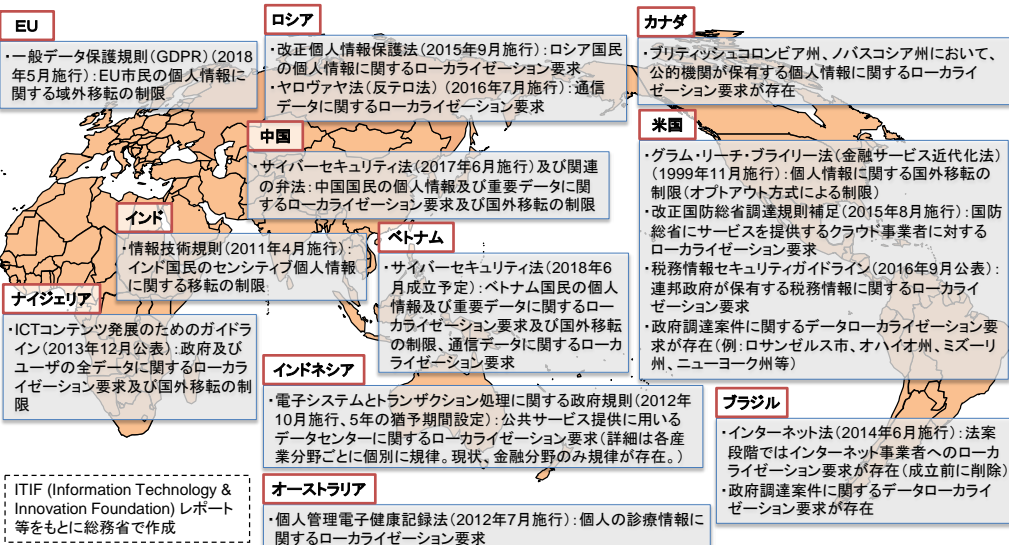 EU
・一般データ保護規則(GDPR)(2018
年5月施行):EU市民の個人情報に
関する域外移転の制限
ロシア
・改正個人情報保護法(2015年9月施行):ロシア国民
の個人情報に関するローカライゼーション要求
・ヤロヴァヤ法(反テロ法)(2016年7月施行):通信
データに関するローカライゼーション要求
カナダ
・ブリティッシュコロンビア州、ノバスコシア州において、
公的機関が保有する個人情報に関するローカライ
ゼーション要求が存在
中国
・サイバーセキュリティ法(2017年6月施行)及び関連
の弁法:中国国民の個人情報及び重要データに関
するローカライゼーション要求及び国外移転の制限
米国
・グラム・リーチ・ブライリー法(金融サービス近代化法)
(1999年11月施行):個人情報に関する国外移転の
制限(オプトアウト方式による制限)
・改正国防総省調達規則補足(2015年8月施行):国防
総省にサービスを提供するクラウド事業者に対する
ローカライゼーション要求
・税務情報セキュリティガイドライン(2016年9月公表):
連邦政府が保有する税務情報に関するローカライ
ゼーション要求
・政府調達案件に関するデータローカライゼーション要
求が存在(例:ロサンゼルス市、オハイオ州、ミズーリ
州、ニューヨーク州等)
インド
・情報技術規則(2011年4月施行):
インド国民のセンシティブ個人情報
に関する移転の制限
ベトナム
・サイバーセキュリティ法(2018年6
月成立予定):ベトナム国民の個人
情報及び重要データに関するロー
カライゼーション要求及び国外移転
の制限、通信データに関するローカ
ライゼーション要求
ナイジェリア
・ICTコンテンツ発展のためのガイドラ
イン(2013年12月公表):政府及び
ユーザの全データに関するローカラ
イゼーション要求及び国外移転の制
限
インドネシア
・電子システムとトランザクション処理に関する政府規則(2012年
10月施行、5年の猶予期間設定):公共サービス提供に用いる
データセンターに関するローカライゼーション要求(詳細は各産
業分野ごとに個別に規律。現状、金融分野のみ規律が存在。)
ブラジル
・インターネット法(2014年6月施行):法案
段階ではインターネット事業者へのローカ
ライゼーション要求が存在(成立前に削除)
・政府調達案件に関するデータローカライ
ゼーション要求が存在
オーストラリア
・個人管理電子健康記録法(2012年7月施行):個人の診療情報に
関するローカライゼーション要求
ITIF (Information Technology &
Innovation Foundation) レポート
等をもとに総務省で作成